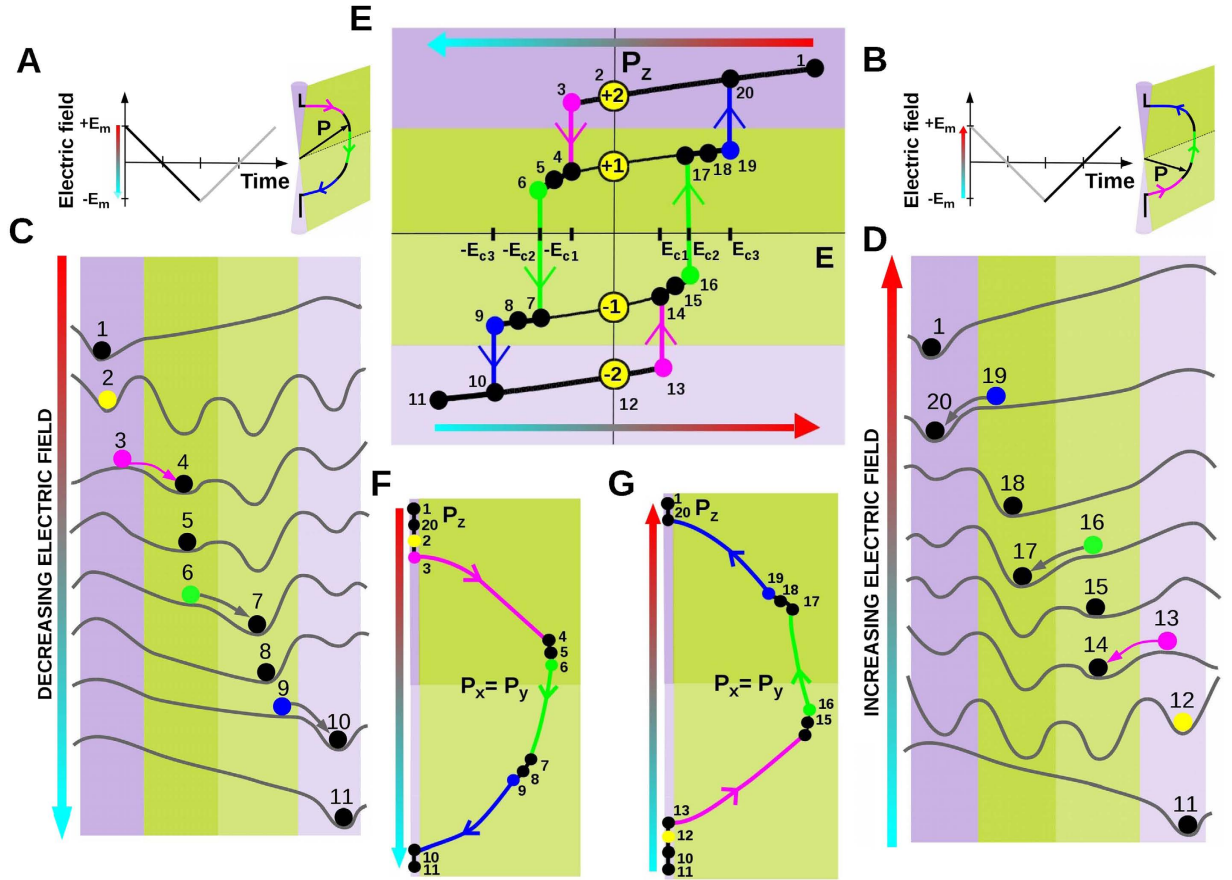 A
Electric field
+Em
-Em
Time
P
B
Electric field
+Em
-Em
Time
P
E
Pz
1
2
3
+2
20
4
5
6
+1
17
18
19
-Ec3
-Ec2
-Ec1
Ec1
Ec2
Ec3
E
9
8
7
-1
14
15
16
11
10
-2
12
13
C
DECREASING ELECTRIC FIELD
1
2
3
4
5
6
7
8
9
10
11
D
INCREASING ELECTRIC FIELD
1
19
20
18
16
17
15
13
14
12
11
F
1
Pz
20
2
3
4
5
6
Px= Py
7
8
9
10
11
G
1
Pz
20
19
18
17
Px= Py
16
15
13
12
10
11